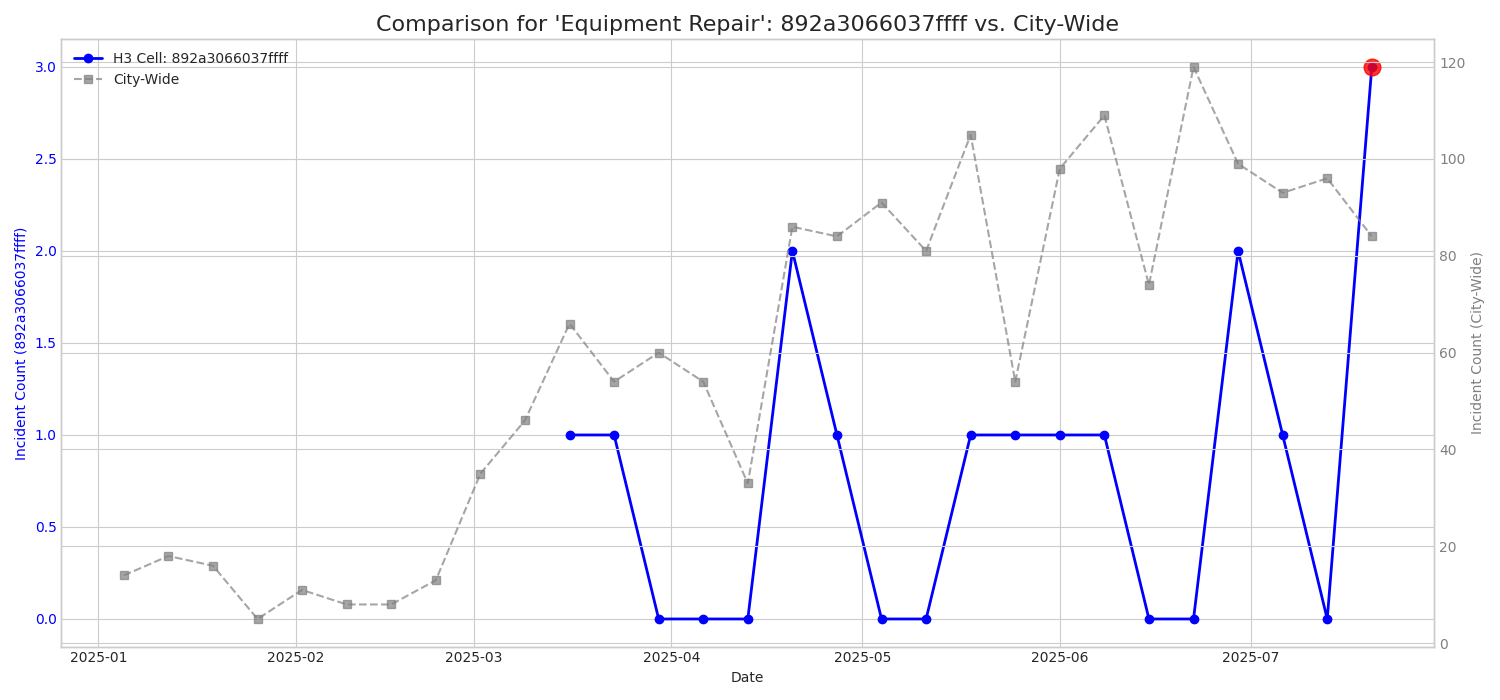 Comparison for 'Equipment Repair': 892a3066037ffff vs. City-Wide
H3 Cell: 892a3066037ffff
City-Wide
Incident Count (892a3066037ffff)
3.0
2.5
2.0
1.5
1.0
0.5
0.0
120
100
80
60
40
20
0
Incident Count (City-Wide)
2025-01 2025-02 2025-03 2025-04 2025-05 2025-06 2025-07
Date